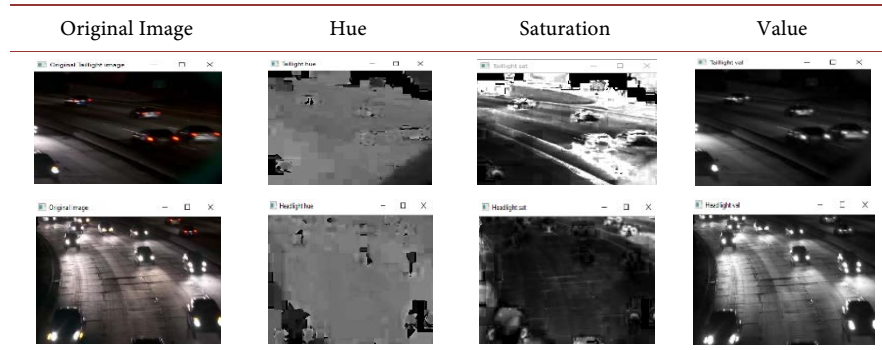 Original Image Hue Saturation Value
Original Taillight image Taillight hue Taillight sat Taillight val
Original image Headlight hue Headlight sat Headlight val